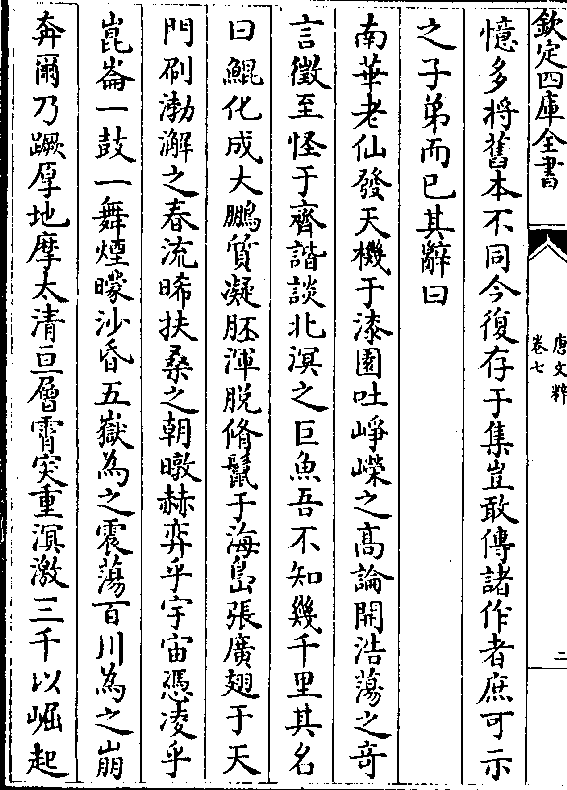 欽定四庫全書
唐文粹
卷七
二
憶多將舊本不同今復存于集豈敢傳諸作者庶可示
之子弟而已其辭曰
南華老仙發天機于漆園吐崢嶸之高論開浩蕩之奇
言徵至怪于齊諧談北溟之巨魚吾不知幾千里其名
曰鯤化成大鵬質凝胚渾脫脩鬣于海島張廣翅于天
門刷渤澥之春流晞扶桑之朝暾赫弈乎宇宙憑凌乎
崑崙一鼓一舞煙曚沙昏五嶽為之震蕩百川為之崩
奔爾乃蹶厚地摩太清亘層霄突重溟激三千以崛起